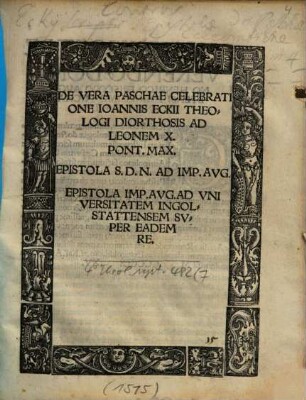 DE VERA PASCHAE CELEBRATI
ONE IOANNIS ECKII THEO⸗
LOGI DIORTHOSIS AD
LEONEM X.
PONT. MAX.
EPISTOLA S.D.N. AD IMP. AVG.
EPISTOLA IMP. AVG. AD VNI
VERSITATEM INGOL⸗
STATTENSEM SV⸗
PER EADEM
RE.
15
(1515)